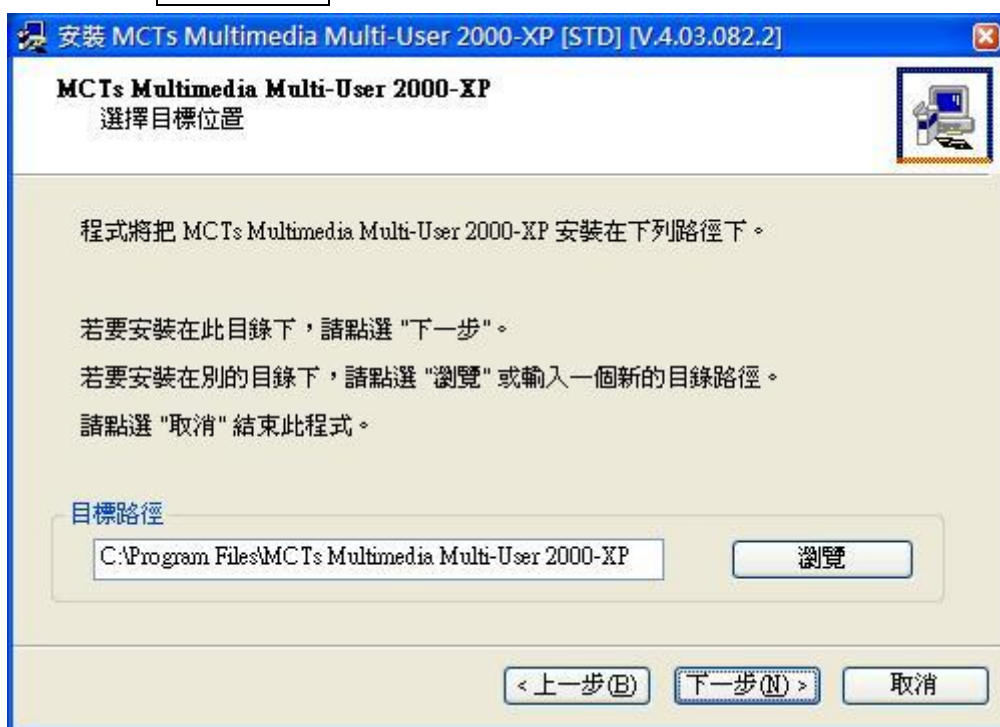 安裝 MCTs Multimedia Multi-User 2000-XP [STD] [V.4.03.082.2]
MCTs Multimedia Multi-User 2000-XP
選擇目標位置
程式將把 MCTs Multimedia Multi-User 2000-XP 安裝在下列路徑下。
若要安裝在此目錄下，請點選 "下一步"。
若要安裝在別的目錄下，請點選 "瀏覽" 或輸入一個新的目錄路徑。
請點選 "取消" 結束此程式。
目標路徑
C:\Program Files\MCTs Multimedia Multi-User 2000-XP
瀏覽
< 上一步(B)
下一步(N) >
取消